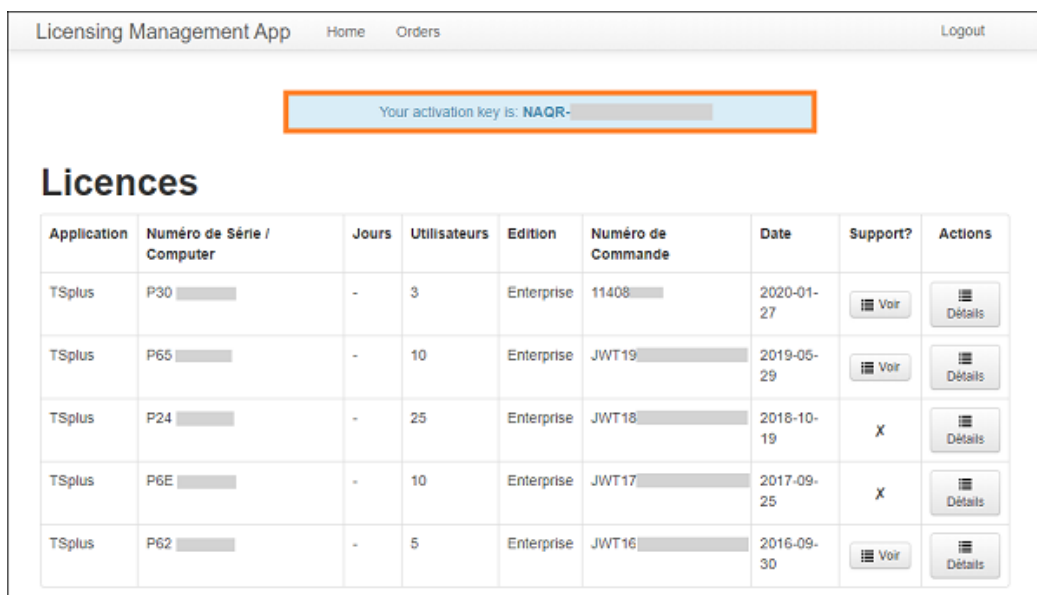 Licensing Management App Home Orders Logout
Your activation key is: NAQR-
Licences
Application Numéro de Série / Computer Jours Utilisateurs Edition Numéro de Commande Date Support? Actions
TSplus P30 - 3 Enterprise 11408 2020-01-27 Voir Détails
TSplus P65 - 10 Enterprise JWT19 2019-05-29 Voir Détails
TSplus P24 - 25 Enterprise JWT18 2018-10-19 X Détails
TSplus P6E - 10 Enterprise JWT17 2017-09-25 X Détails
TSplus P62 - 5 Enterprise JWT16 2016-09-30 Voir Détails